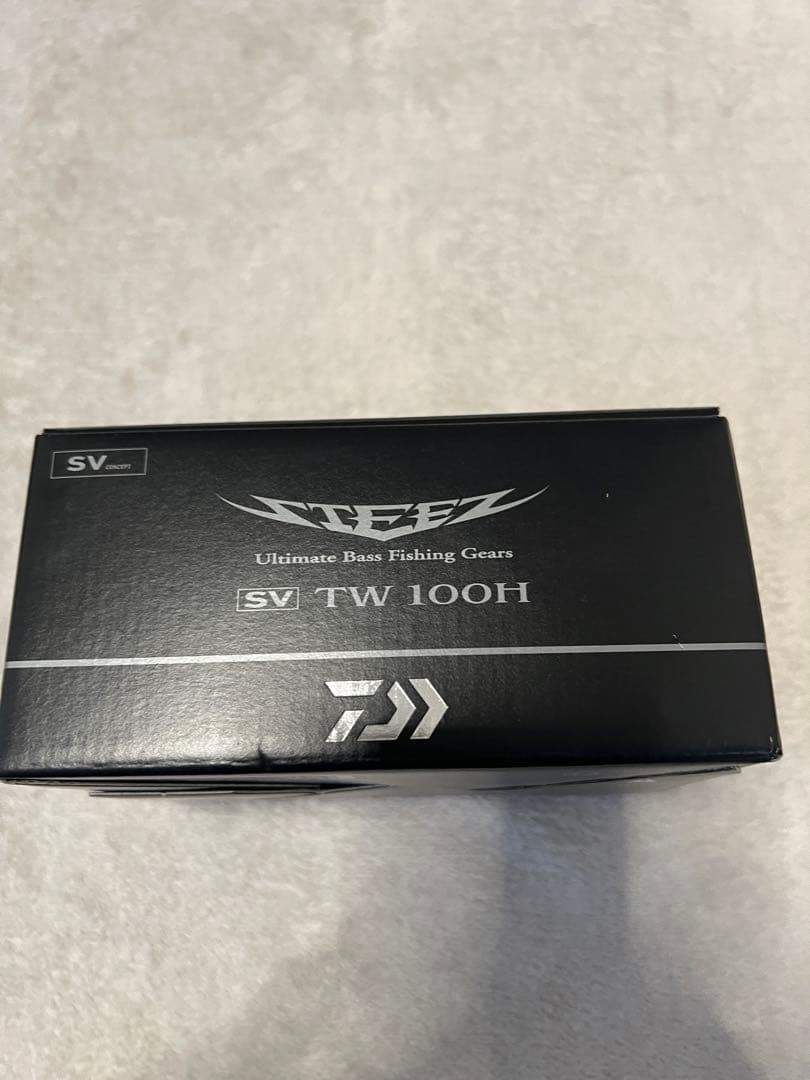 SV CONCEPT
STEEZ
Ultimate Bass Fishing Gears
SV TW 100H